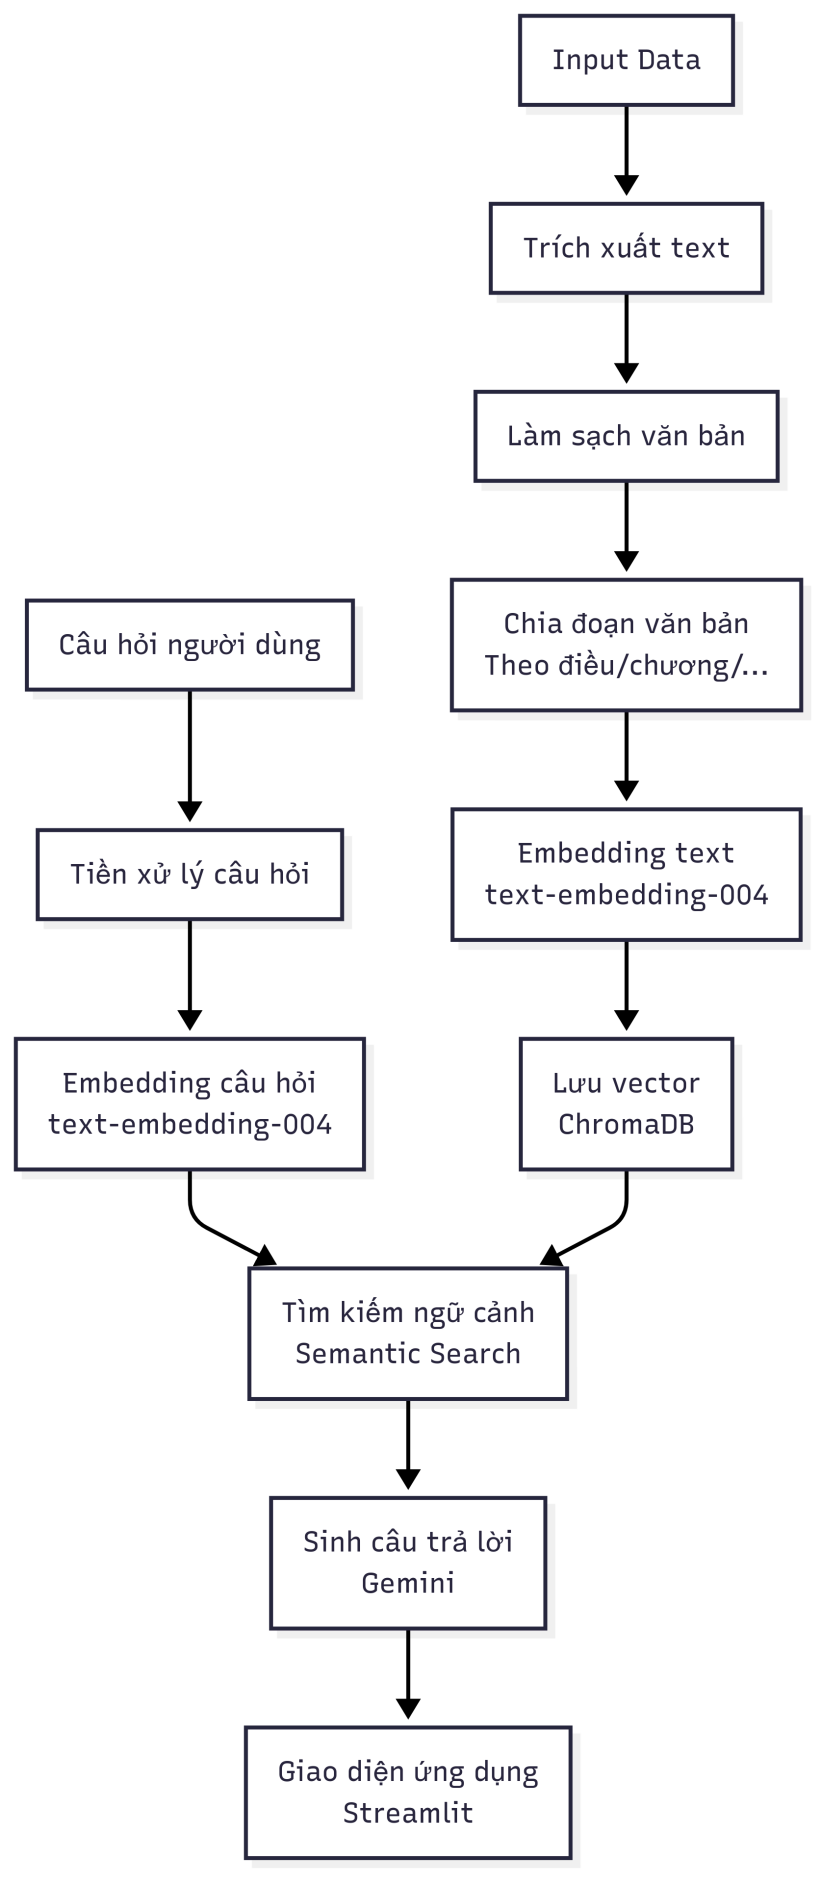 Input Data
Trích xuất text
Làm sạch văn bản
Chia đoạn văn bản
Theo điều/chương/...
Câu hỏi người dùng
Tiền xử lý câu hỏi
Embedding text
text-embedding-004
Embedding câu hỏi
text-embedding-004
Lưu vector
ChromaDB
Tìm kiếm ngữ cảnh
Semantic Search
Sinh câu trả lời
Gemini
Giao diện ứng dụng
Streamlit